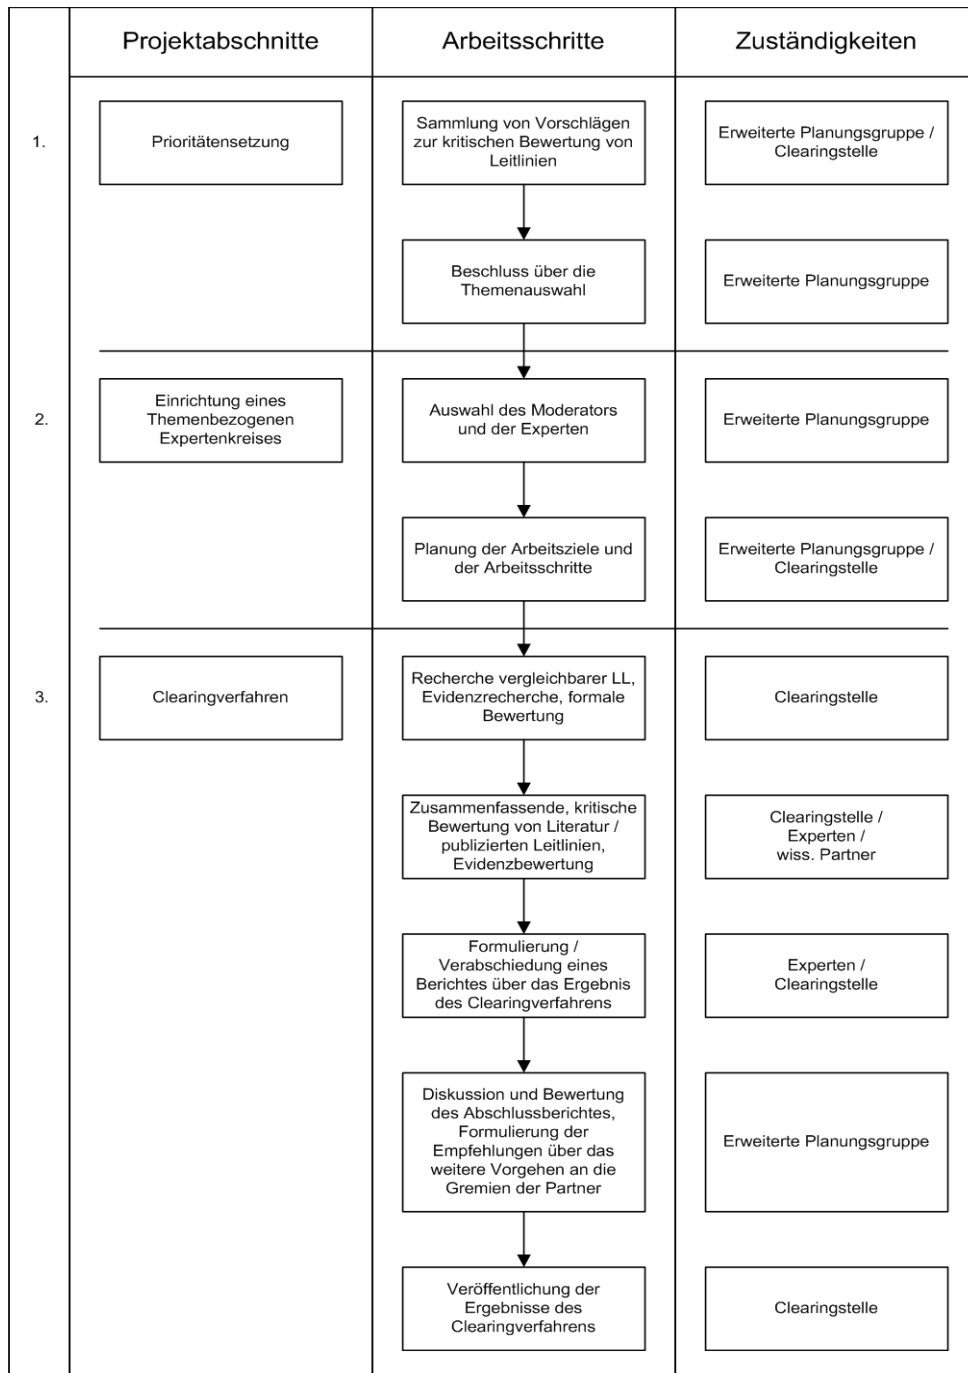 Projektabschnitte
Arbeitsschritte
Zuständigkeiten
1.
Prioritätensetzung
Sammlung von Vorschlägen
zur kritischen Bewertung von
Leitlinien
Erweiterte Planungsgruppe /
Clearingstelle
Beschluss über die
Themenauswahl
Erweiterte Planungsgruppe
2.
Einrichtung eines
Themenbezogenen
Expertenkreises
Auswahl des Moderators
und der Experten
Erweiterte Planungsgruppe
Planung der Arbeitsziele und
der Arbeitsschritte
Erweiterte Planungsgruppe /
Clearingstelle
3.
Clearingverfahren
Recherche vergleichbarer LL,
Evidenzrecherche, formale
Bewertung
Clearingstelle
Zusammenfassende, kritische
Bewertung von Literatur /
publizierten Leitlinien,
Evidenzbewertung
Clearingstelle /
Experten /
wiss. Partner
Formulierung /
Verabschiedung eines
Berichtes über das Ergebnis
des Clearingverfahrens
Experten /
Clearingstelle
Diskussion und Bewertung
des Abschlussberichtes,
Formulierung der
Empfehlungen über das
weitere Vorgehen an die
Gremien der Partner
Erweiterte Planungsgruppe
Veröffentlichung der
Ergebnisse des
Clearingverfahrens
Clearingstelle